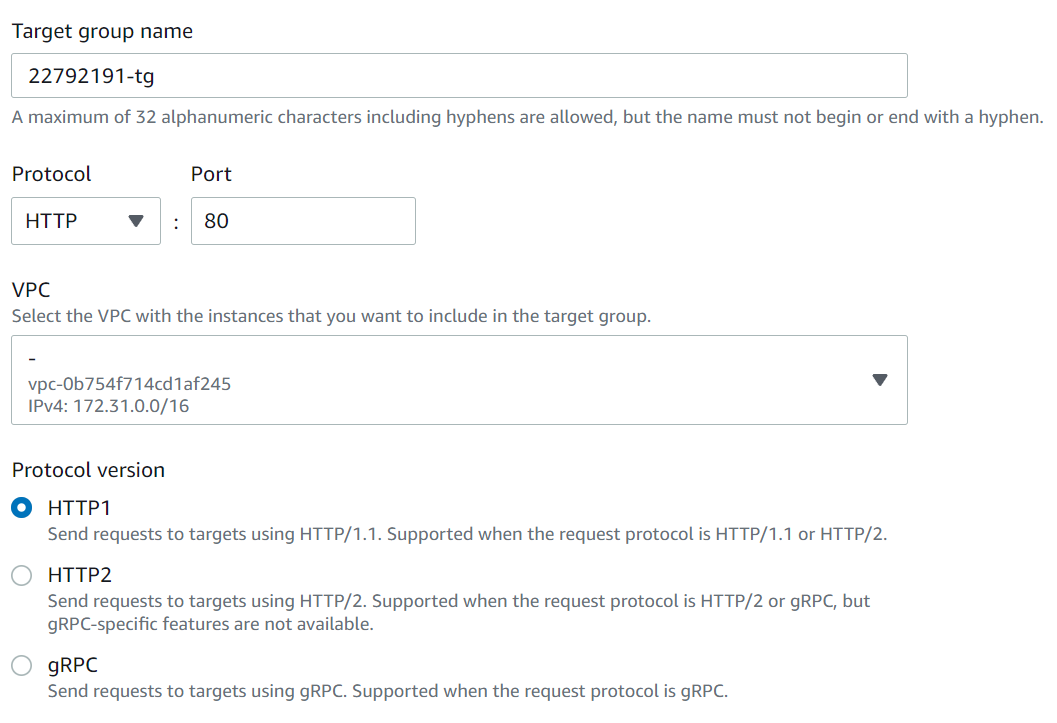 Target group name
22792191-tg
A maximum of 32 alphanumeric characters including hyphens are allowed, but the name must not begin or end with a hyphen.
Protocol Port
HTTP : 80
VPC
Select the VPC with the instances that you want to include in the target group.
-
vpc-0b754f714cd1af245
IPv4: 172.31.0.0/16
Protocol version
HTTP1
Send requests to targets using HTTP/1.1. Supported when the request protocol is HTTP/1.1 or HTTP/2.
HTTP2
Send requests to targets using HTTP/2. Supported when the request protocol is HTTP/2 or gRPC, but
gRPC-specific features are not available.
gRPC
Send requests to targets using gRPC. Supported when the request protocol is gRPC.